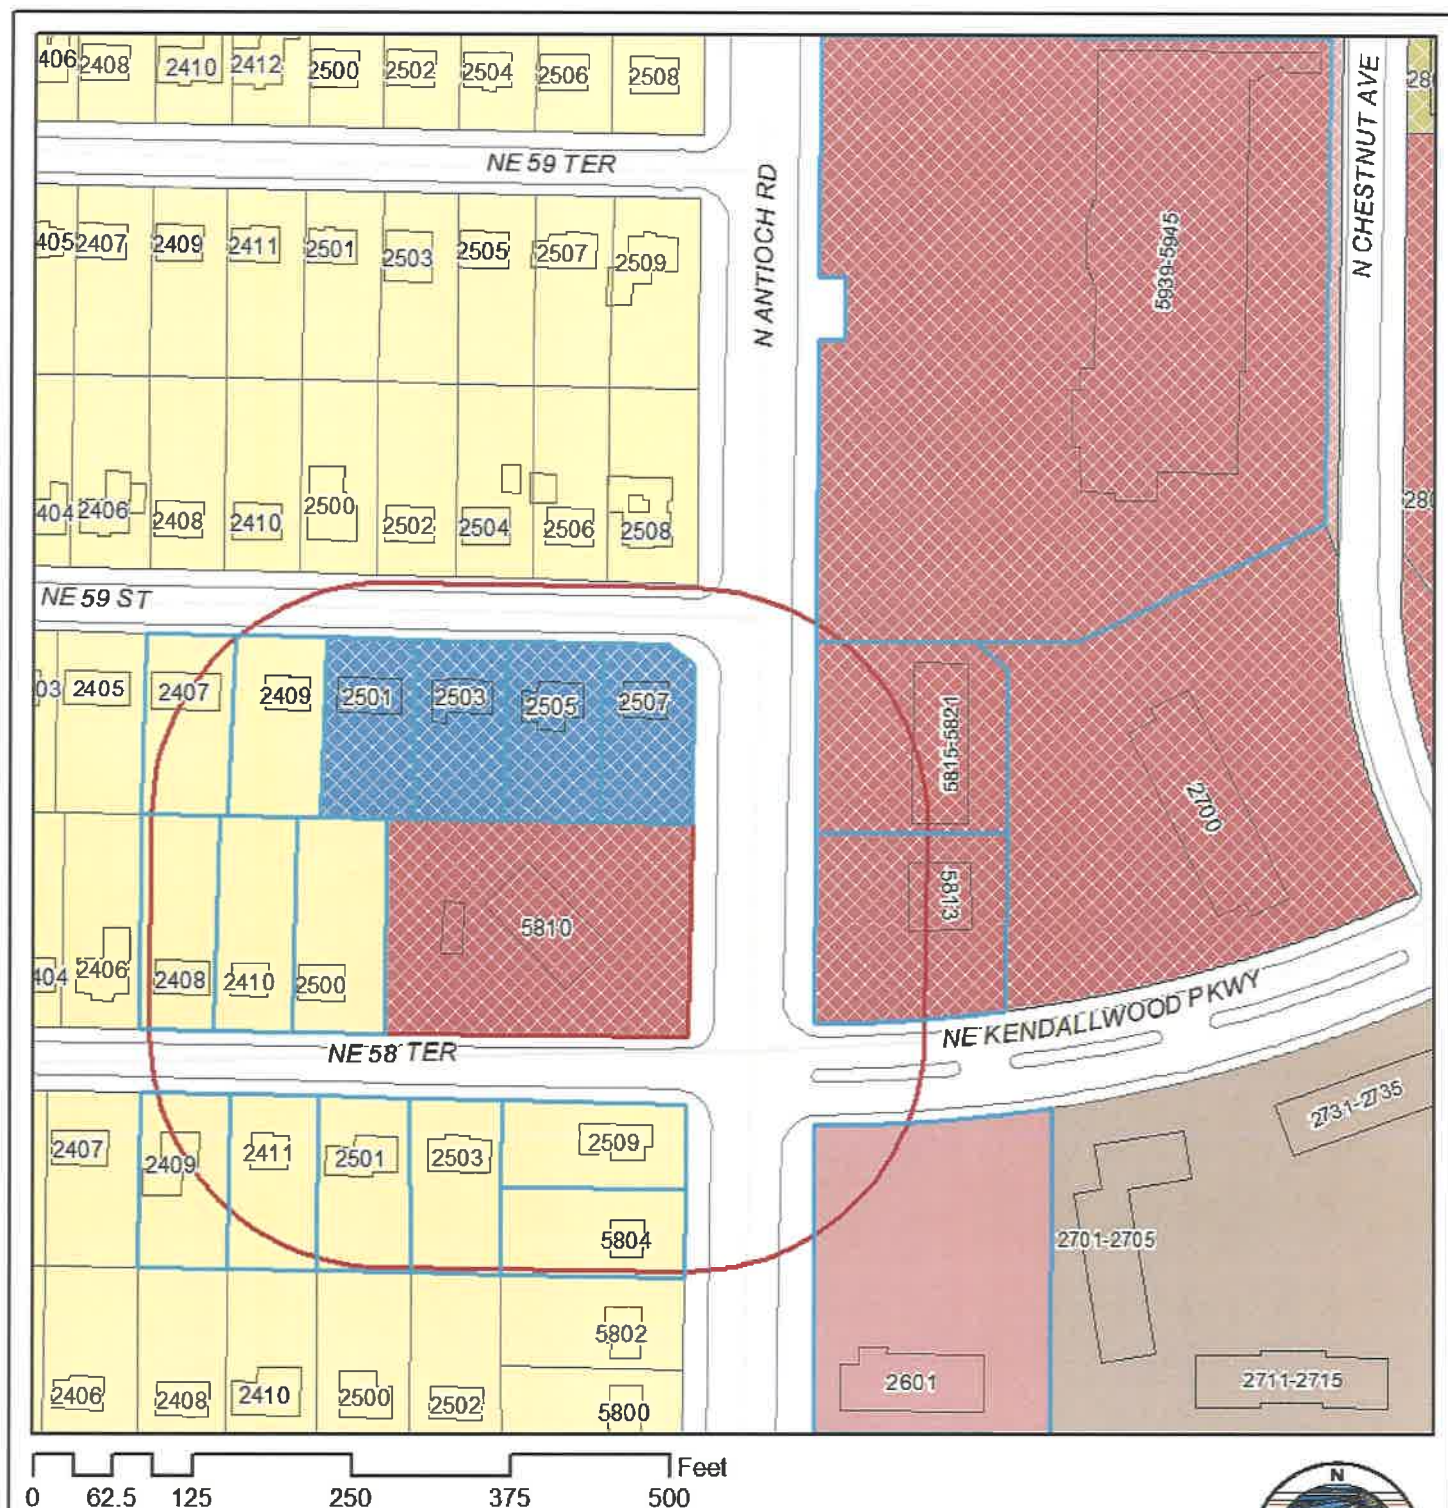 406 2408 2410 2412 2500 2502 2504 2506 2508
NE 59 TER
N ANTIOCH RD
N CHESTNUT AVE
405 2407 2409 2411 2501 2503 2505 2507 2509
5939-5945
404 2406 2408 2410 2500 2502 2504 2506 2508
NE 59 ST
03 2405 2407 2409 2501 2503 2505 2507
5815-5821
2700
5813
5810
404 2406 2408 2410 2500
NE 58 TER
NE KENDALLWOOD PKWY
2731-2735
2407 2409 2411 2501 2503 2509
5804
2701-2705
5802
2406 2408 2410 2500 2502 5800
2601
2711-2715
Feet
0 62.5 125 250 375 500
N